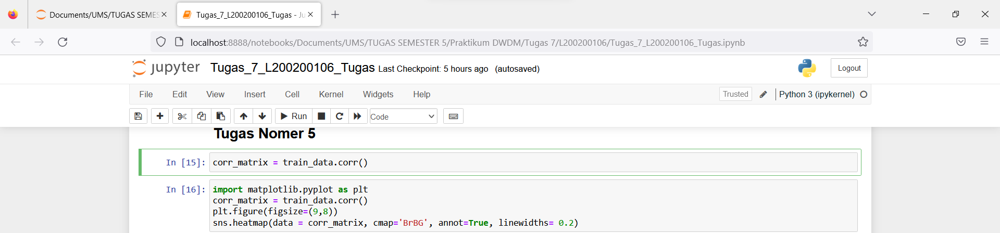 Documents/UMS/TUGAS SEMES
Tugas_7_L200200106_Tugas - Ju
localhost:8888/notebooks/Documents/UMS/TUGAS SEMESTER 5/Praktikum DWDM/Tugas 7/L200200106/Tugas_7_L200200106_Tugas.ipynb
jupyter Tugas_7_L200200106_Tugas Last Checkpoint: 5 hours ago (autosaved) Logout
File Edit View Insert Cell Kernel Widgets Help Trusted Python 3 (ipykernel)
Run Code
Tugas Nomer 5
In [15]: corr_matrix = train_data.corr()
In [16]: import matplotlib.pyplot as plt
corr_matrix = train_data.corr()
plt.figure(figsize=(9,8))
sns.heatmap(data = corr_matrix, cmap='BrBG', annot=True, linewidths= 0.2)